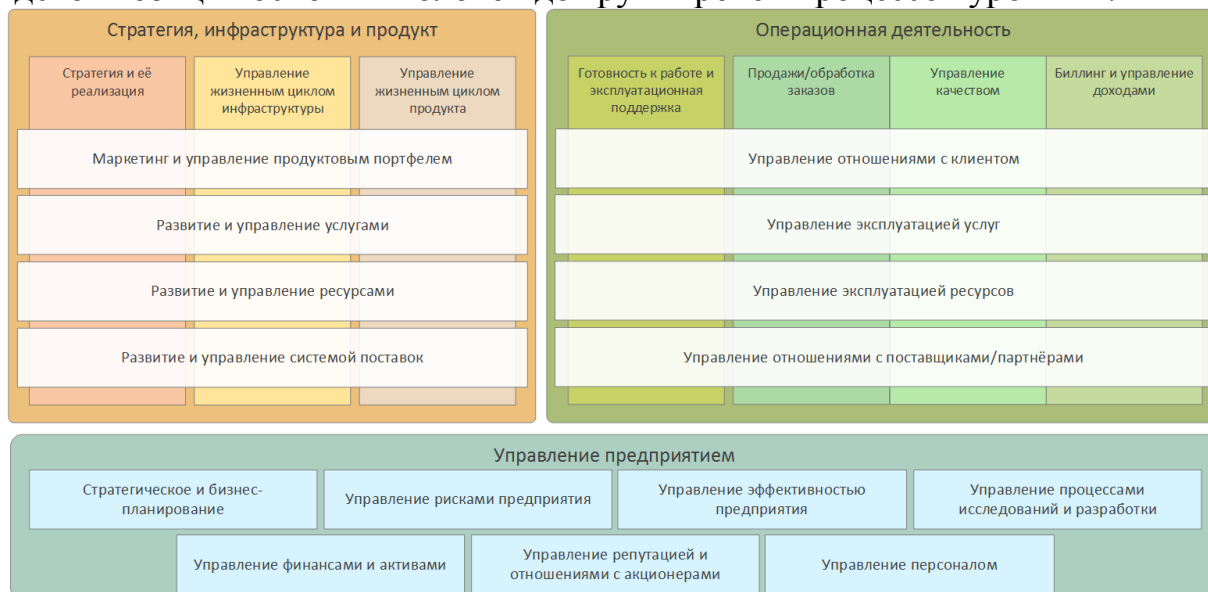 Стратегия, инфраструктура и продукт
Стратегия и её
реализация
Управление
жизненным циклом
инфраструктуры
Управление
жизненным циклом
продукта
Маркетинг и управление продуктовым портфелем
Развитие и управление услугами
Развитие и управление ресурсами
Развитие и управление системой поставок
Операционная деятельность
Готовность к работе и
эксплуатационная
поддержка
Продажи/обработка
заказов
Управление
качеством
Биллинг и управление
доходами
Управление отношениями с клиентом
Управление эксплуатацией услуг
Управление эксплуатацией ресурсов
Управление отношениями с поставщиками/партнёрами
Управление предприятием
Стратегическое и бизнес-
планирование
Управление рисками предприятия
Управление эффективностью
предприятия
Управление процессами
исследований и разработки
Управление финансами и активами
Управление репутацией и
отношениями с акционерами
Управление персоналом